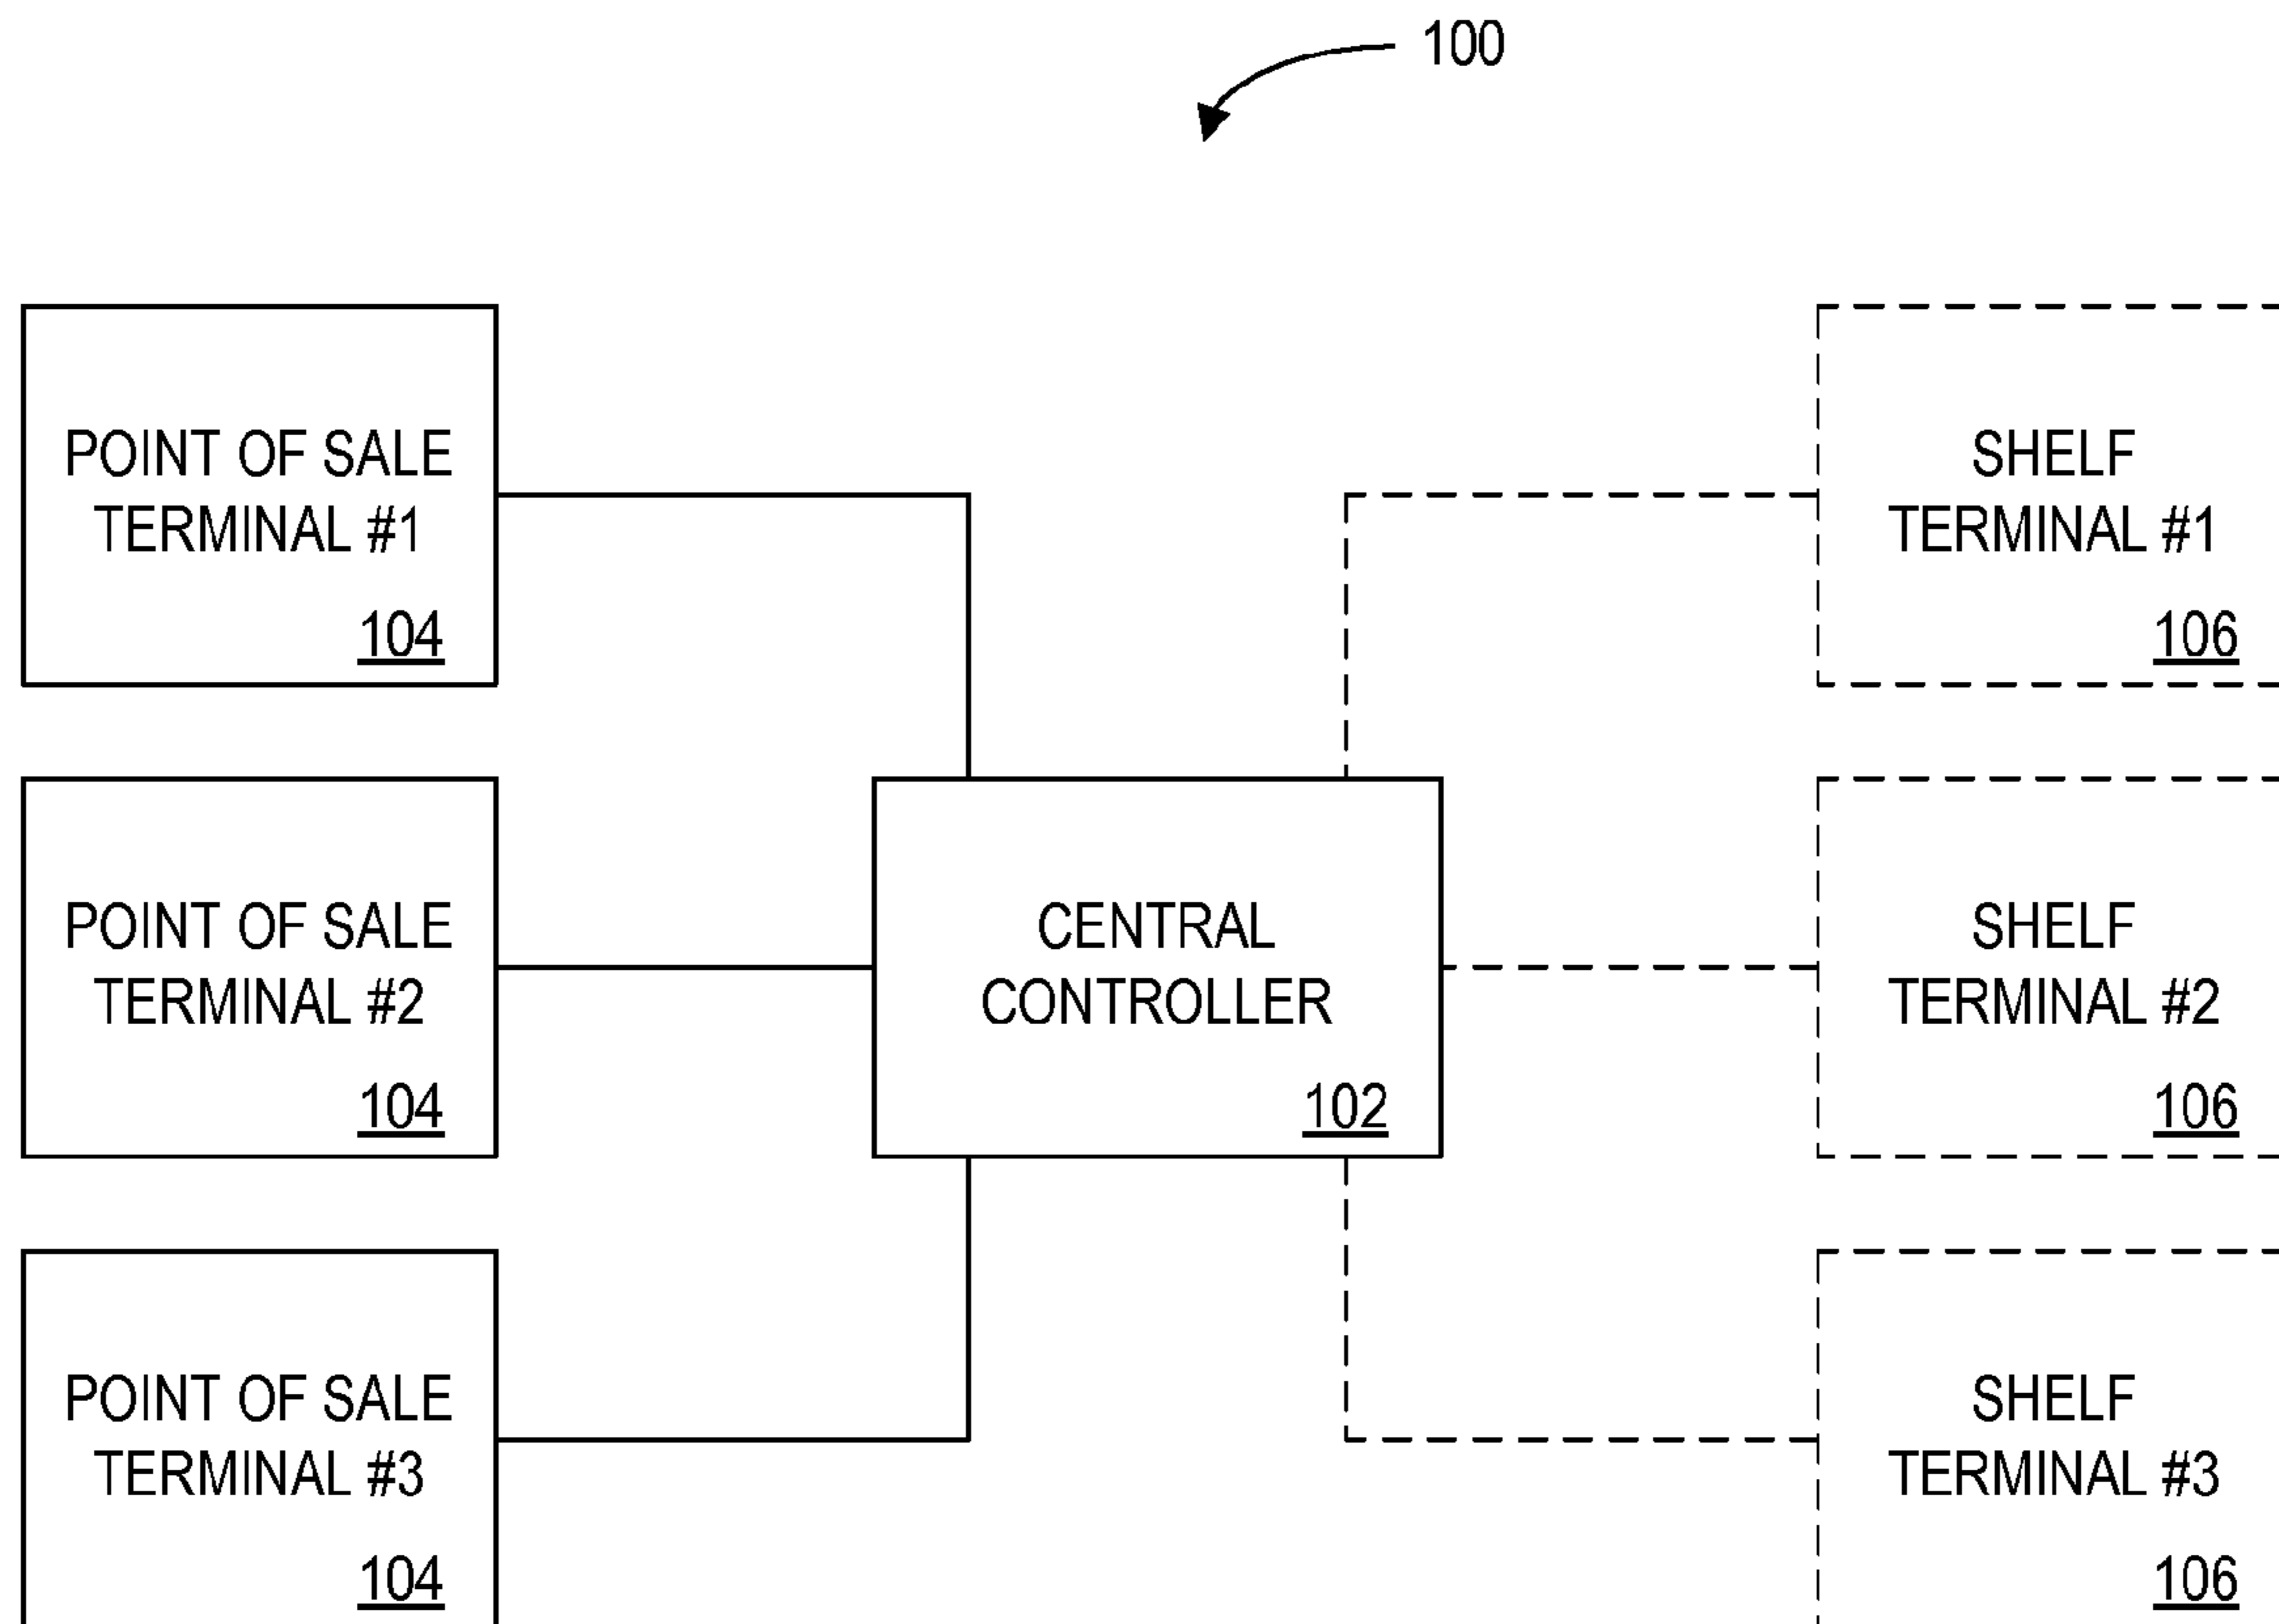 100
POINT OF SALE
TERMINAL #1
104
SHELF
TERMINAL #1
106
POINT OF SALE
TERMINAL #2
104
CENTRAL
CONTROLLER
102
SHELF
TERMINAL #2
106
POINT OF SALE
TERMINAL #3
104
SHELF
TERMINAL #3
106